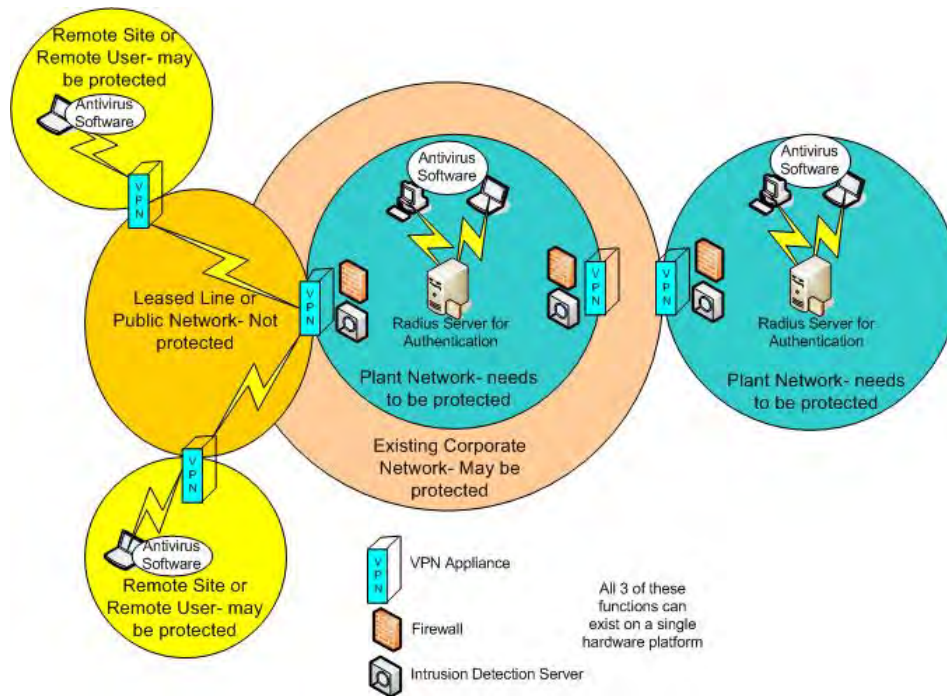 Remote Site or
Remote User- may
be protected
Antivirus
Software
VPN
Leased Line or
Public Network- Not
protected
VPN
Antivirus
Software
Remote Site or
Remote User- may
be protected
VPN
Antivirus
Software
Radius Server for
Authentication
Plant Network- needs
to be protected
VPN
Existing Corporate
Network- May be
protected
VPN
Antivirus
Software
Radius Server for
Authentication
Plant Network- needs
to be protected
VPN
VPN Appliance
Firewall
Intrusion Detection Server
All 3 of these
functions can
exist on a single
hardware platform